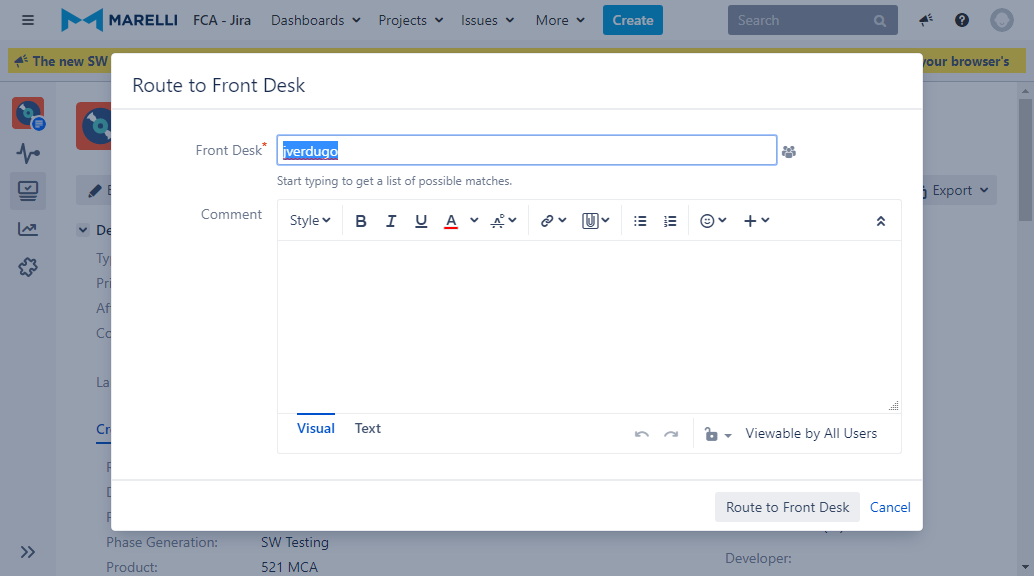 MARELLI FCA - Jira Dashboards Projects Issues More Create Search
The new SW your browser's
Route to Front Desk
Front Desk* jverdugo
Start typing to get a list of possible matches.
Comment Style B I U A
Export
Visual Text Viewable by All Users
Route to Front Desk Cancel
Phase Generation: SW Testing
Developer:
Product: 521 MCA